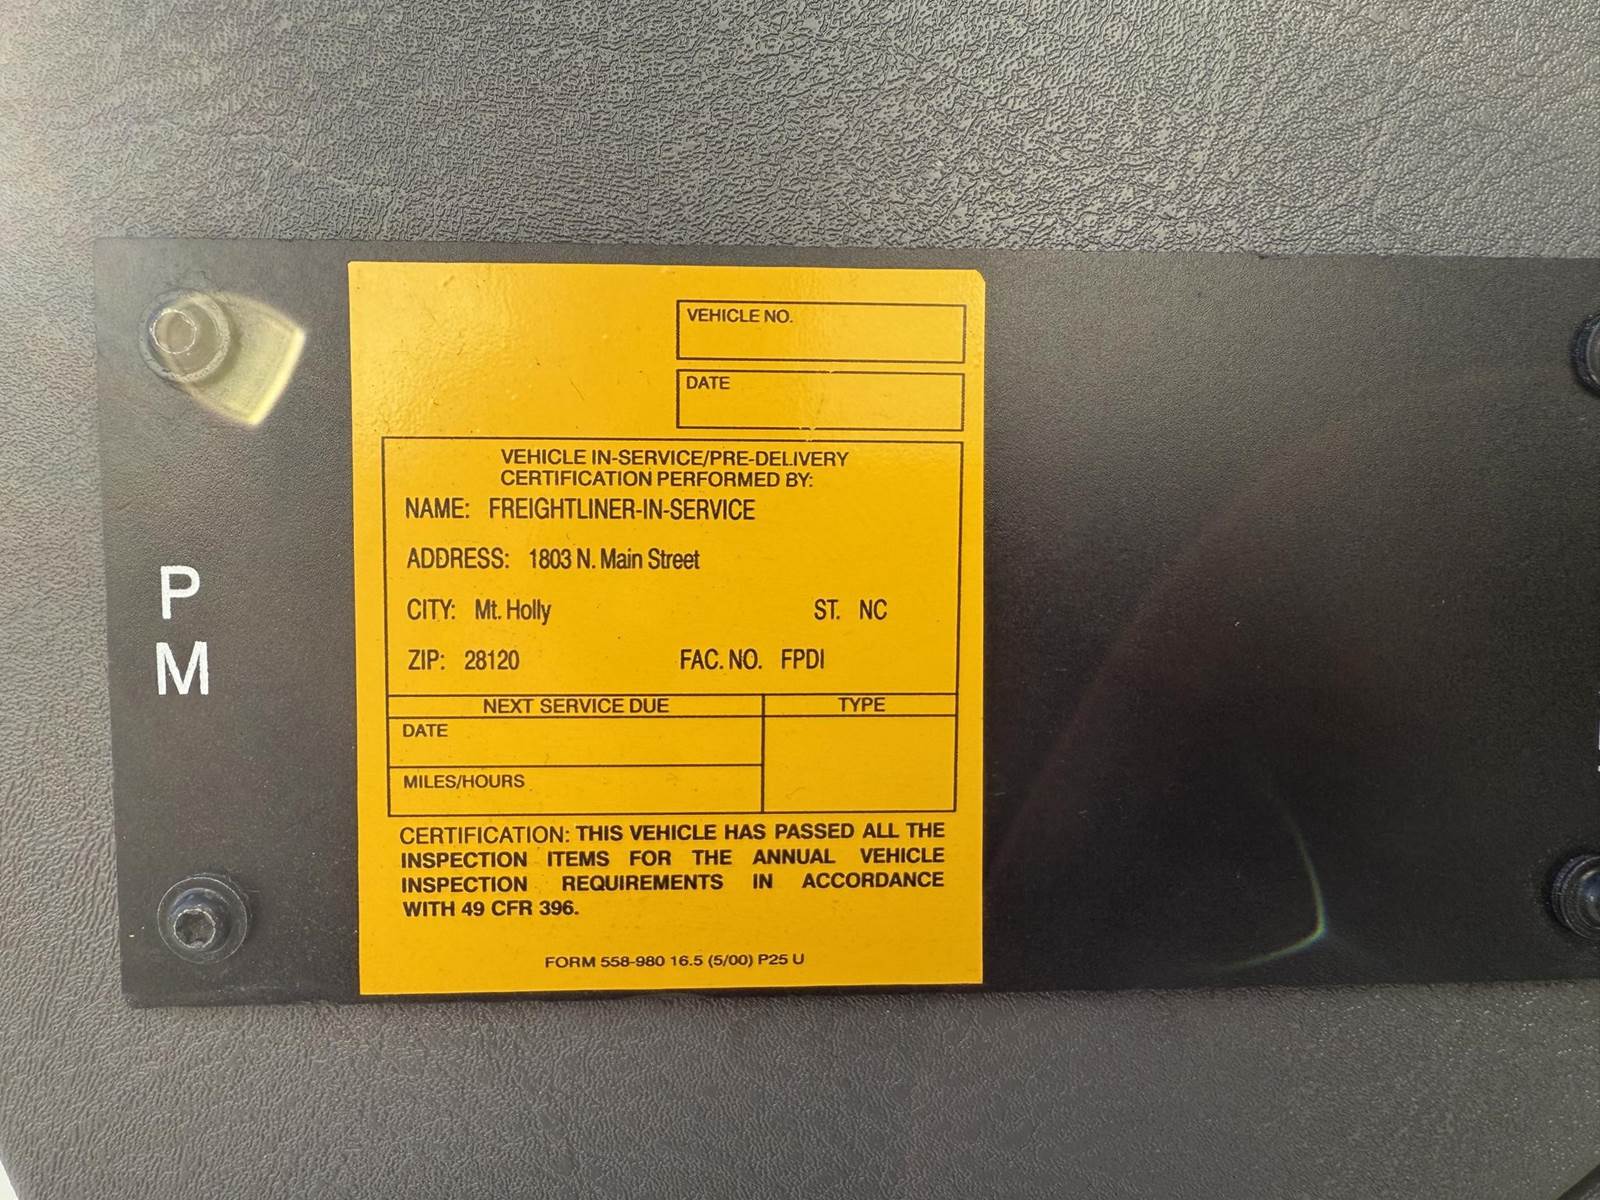 VEHICLE NO.
DATE
VEHICLE IN-SERVICE/PRE-DELIVERY
CERTIFICATION PERFORMED BY:
NAME: FREIGHTLINER-IN-SERVICE
ADDRESS: 1803 N. Main Street
CITY: Mt. Holly ST. NC
ZIP: 28120 FAC. NO. FPDI
NEXT SERVICE DUE TYPE
DATE
MILES/HOURS
CERTIFICATION: THIS VEHICLE HAS PASSED ALL THE
INSPECTION ITEMS FOR THE ANNUAL VEHICLE
INSPECTION REQUIREMENTS IN ACCORDANCE
WITH 49 CFR 396.
FORM 558-980 16.5 (5/00) P25 U
P
M